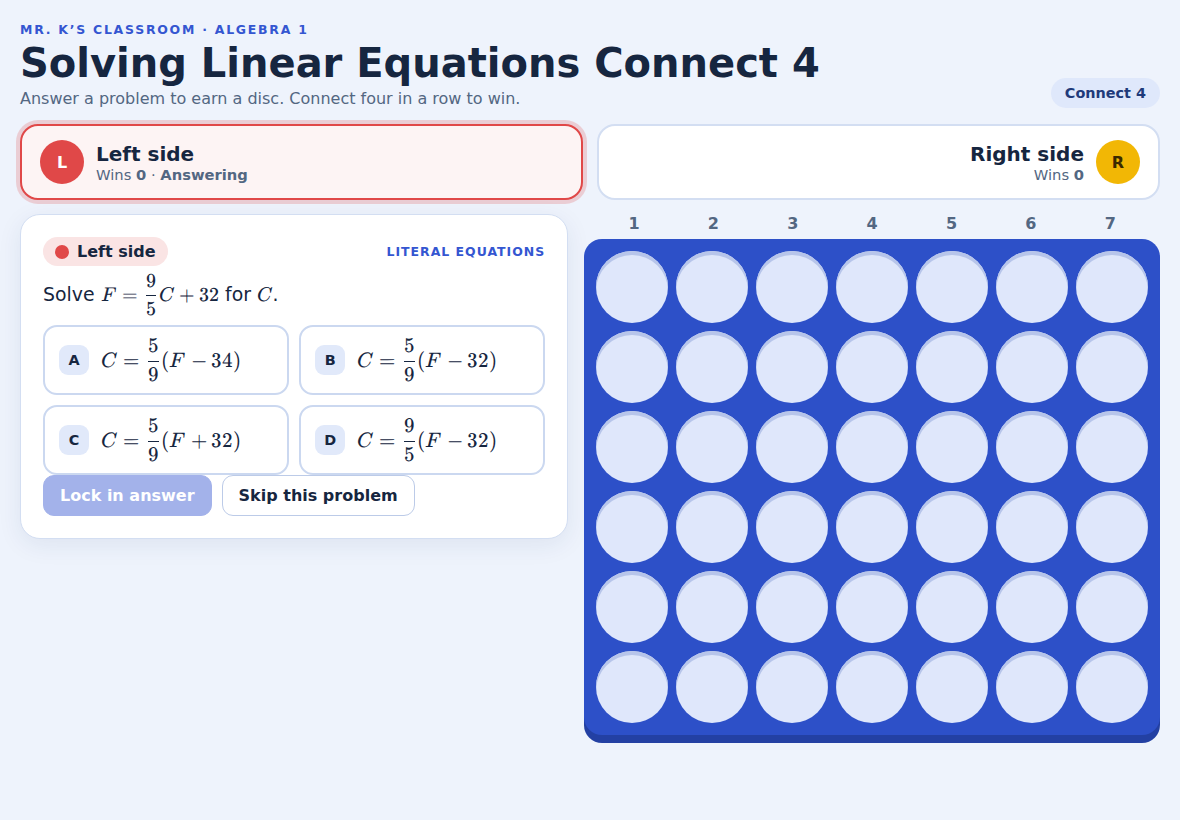 MR. K’S CLASSROOM · ALGEBRA 1
Solving Linear Equations Connect 4
Answer a problem to earn a disc. Connect four in a row to win.
Connect 4
L
Left side
Wins 0 · Answering
Right side
Wins 0
R
Left side
LITERAL EQUATIONS
Solve F = 9/5 C + 32 for C.
A C = 5/9 (F − 34)
B C = 5/9 (F − 32)
C C = 5/9 (F + 32)
D C = 9/5 (F − 32)
Lock in answer
Skip this problem
1 2 3 4 5 6 7